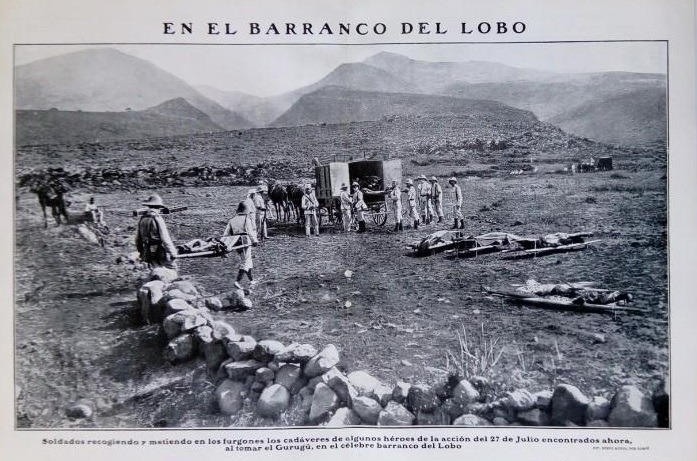 EN EL BARRANCO DEL LOBO
Soldados recogiendo y metiendo en los furgones los cadáveres de algunos héroes de la acción del 27 de Julio encontrados ahora,
al tomar el Gurugú, en el célebre barranco del Lobo